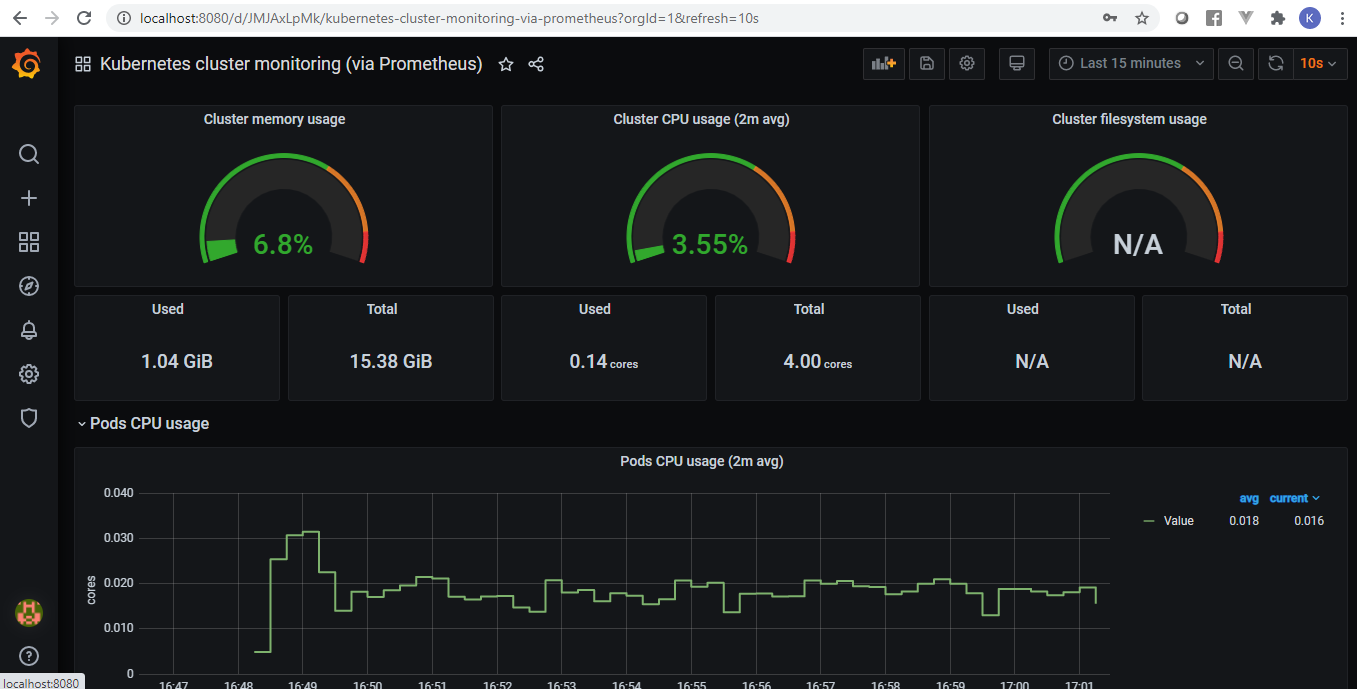 localhost:8080/d/JMJAxLpMk/kubernetes-cluster-monitoring-via-prometheus?orgId=1&refresh=10s
K
Kubernetes cluster monitoring (via Prometheus)
Last 15 minutes
10s
Cluster memory usage
6.8%
Cluster CPU usage (2m avg)
3.55%
Cluster filesystem usage
N/A
Used
1.04 GiB
Total
15.38 GiB
Used
0.14 cores
Total
4.00 cores
Used
N/A
Total
N/A
Pods CPU usage
Pods CPU usage (2m avg)
cores
0.040
0.030
0.020
0.010
0
16:47 16:48 16:49 16:50 16:51 16:52 16:53 16:54 16:55 16:56 16:57 16:58 16:59 17:00 17:01
avg current
Value 0.018 0.016
localhost:8080